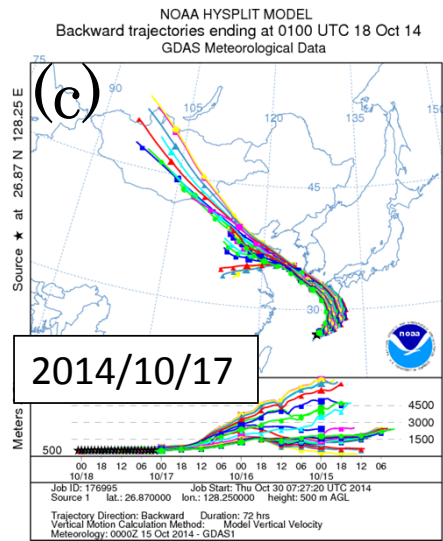 NOAA HYSPLIT MODEL
Backward trajectories ending at 0100 UTC 18 Oct 14
GDAS Meteorological Data
(c)
75
90
105
120
135
150
45
30
Source ★ at 26.87 N 128.25 E
noaa
2014/10/17
Meters
4500
3000
1500
500
00 18 12 06 00 18 12 06 00 18 12 06 00 18 12 06
10/18 10/17 10/16 10/15
Job ID: 176995 Job Start: Thu Oct 30 07:27:20 UTC 2014
Source 1 lat.: 26.870000 lon.: 128.250000 height: 500 m AGL
Trajectory Direction: Backward Duration: 72 hrs
Vertical Motion Calculation Method: Model Vertical Velocity
Meteorology: 0000Z 15 Oct 2014 - GDAS1